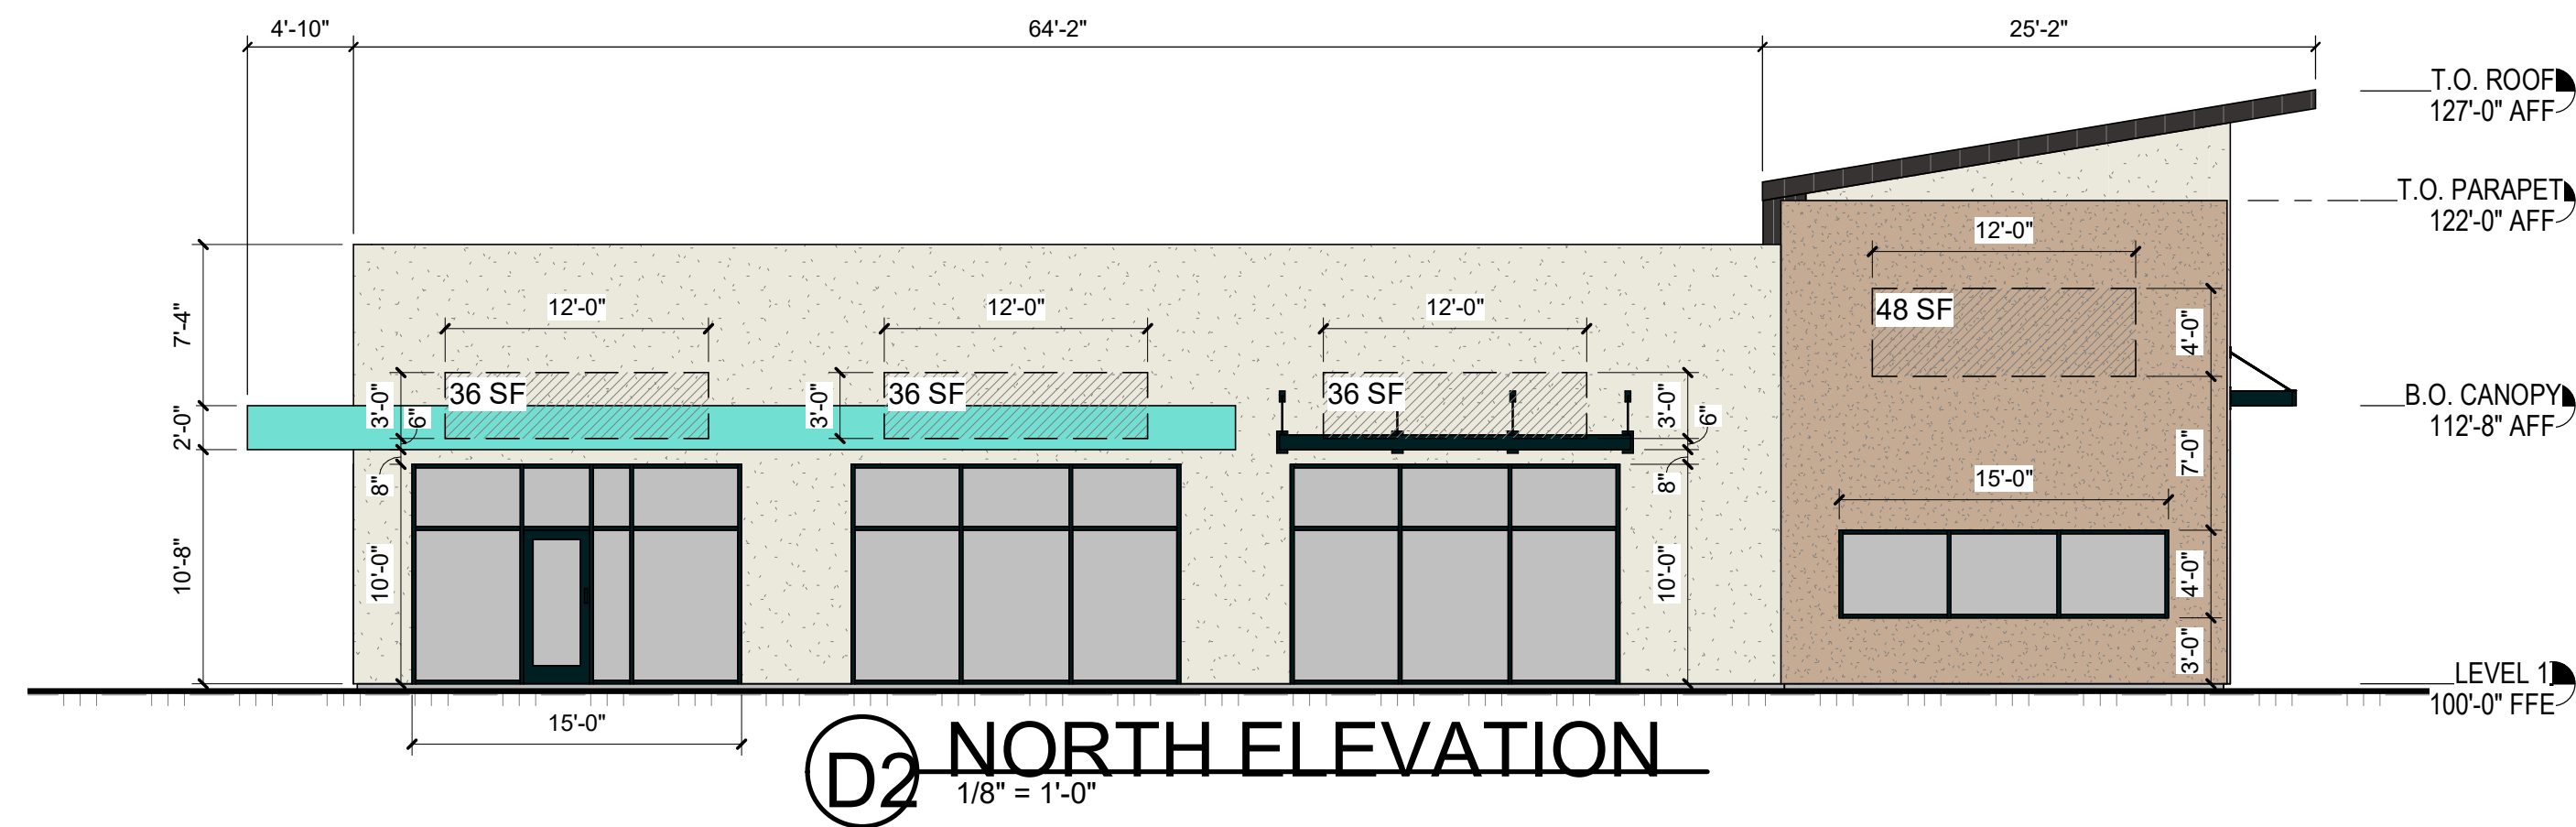 4'-10" 64'-2" 25'-2"
T.O. ROOF
127'-0" AFF
T.O. PARAPET
122'-0" AFF
12'-0"
12'-0" 12'-0" 12'-0"
48 SF
7'-4"
4'-0"
3'-0" 36 SF 3'-0" 36 SF 36 SF 3'-0"
6" 6"
2'-0"
B.O. CANOPY
112'-8" AFF
7'-0"
8" 8"
15'-0"
10'-8" 10'-0" 10'-0" 4'-0"
3'-0"
LEVEL 1
100'-0" FFE
15'-0"
D2 NORTH ELEVATION
1/8" = 1'-0"